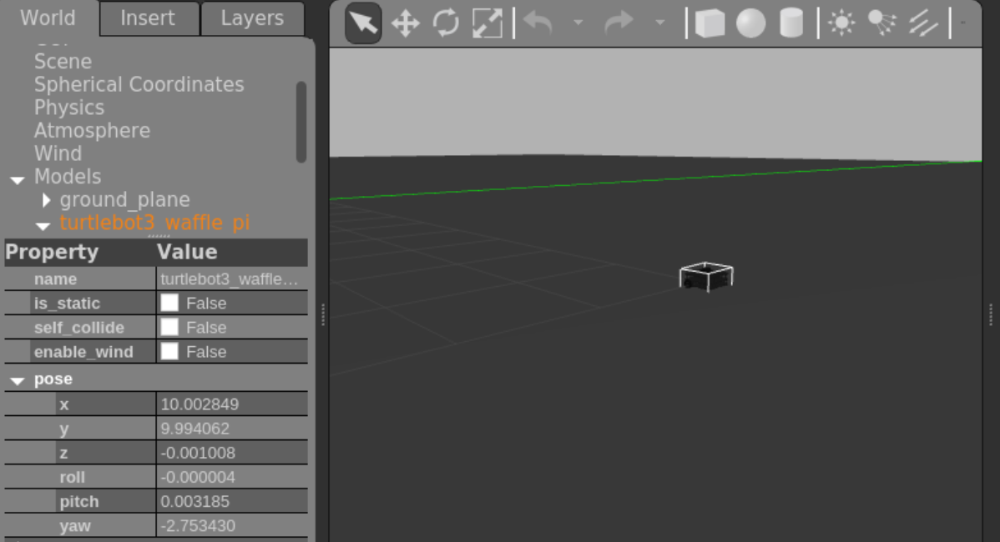 World Insert Layers
Scene
Spherical Coordinates
Physics
Atmosphere
Wind
Models
ground_plane
turtlebot3_waffle_pi
Property Value
name turtlebot3_waffle...
is_static False
self_collide False
enable_wind False
pose
x 10.002849
y 9.994062
z -0.001008
roll -0.000004
pitch 0.003185
yaw -2.753430